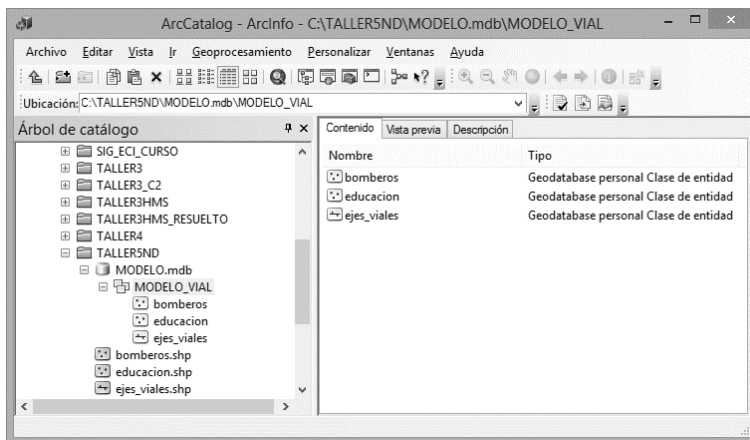 ArcCatalog - ArcInfo - C:\TALLER5ND\MODELO.mdb\MODELO_VIAL
Archivo Editar Vista Ir Geoprocesamiento Personalizar Ventanas Ayuda
Ubicación: C:\TALLER5ND\MODELO.mdb\MODELO_VIAL
Árbol de catálogo
SIG_ECI_CURSO
TALLER3
TALLER3_C2
TALLER3HMS
TALLER3HMS_RESUELTO
TALLER4
TALLER5ND
MODELO.mdb
MODELO_VIAL
bomberos
educacion
ejes_viales
bomberos.shp
educacion.shp
ejes_viales.shp
Contenido Vista previa Descripción
Nombre Tipo
bomberos Geodatabase personal Clase de entidad
educacion Geodatabase personal Clase de entidad
ejes_viales Geodatabase personal Clase de entidad